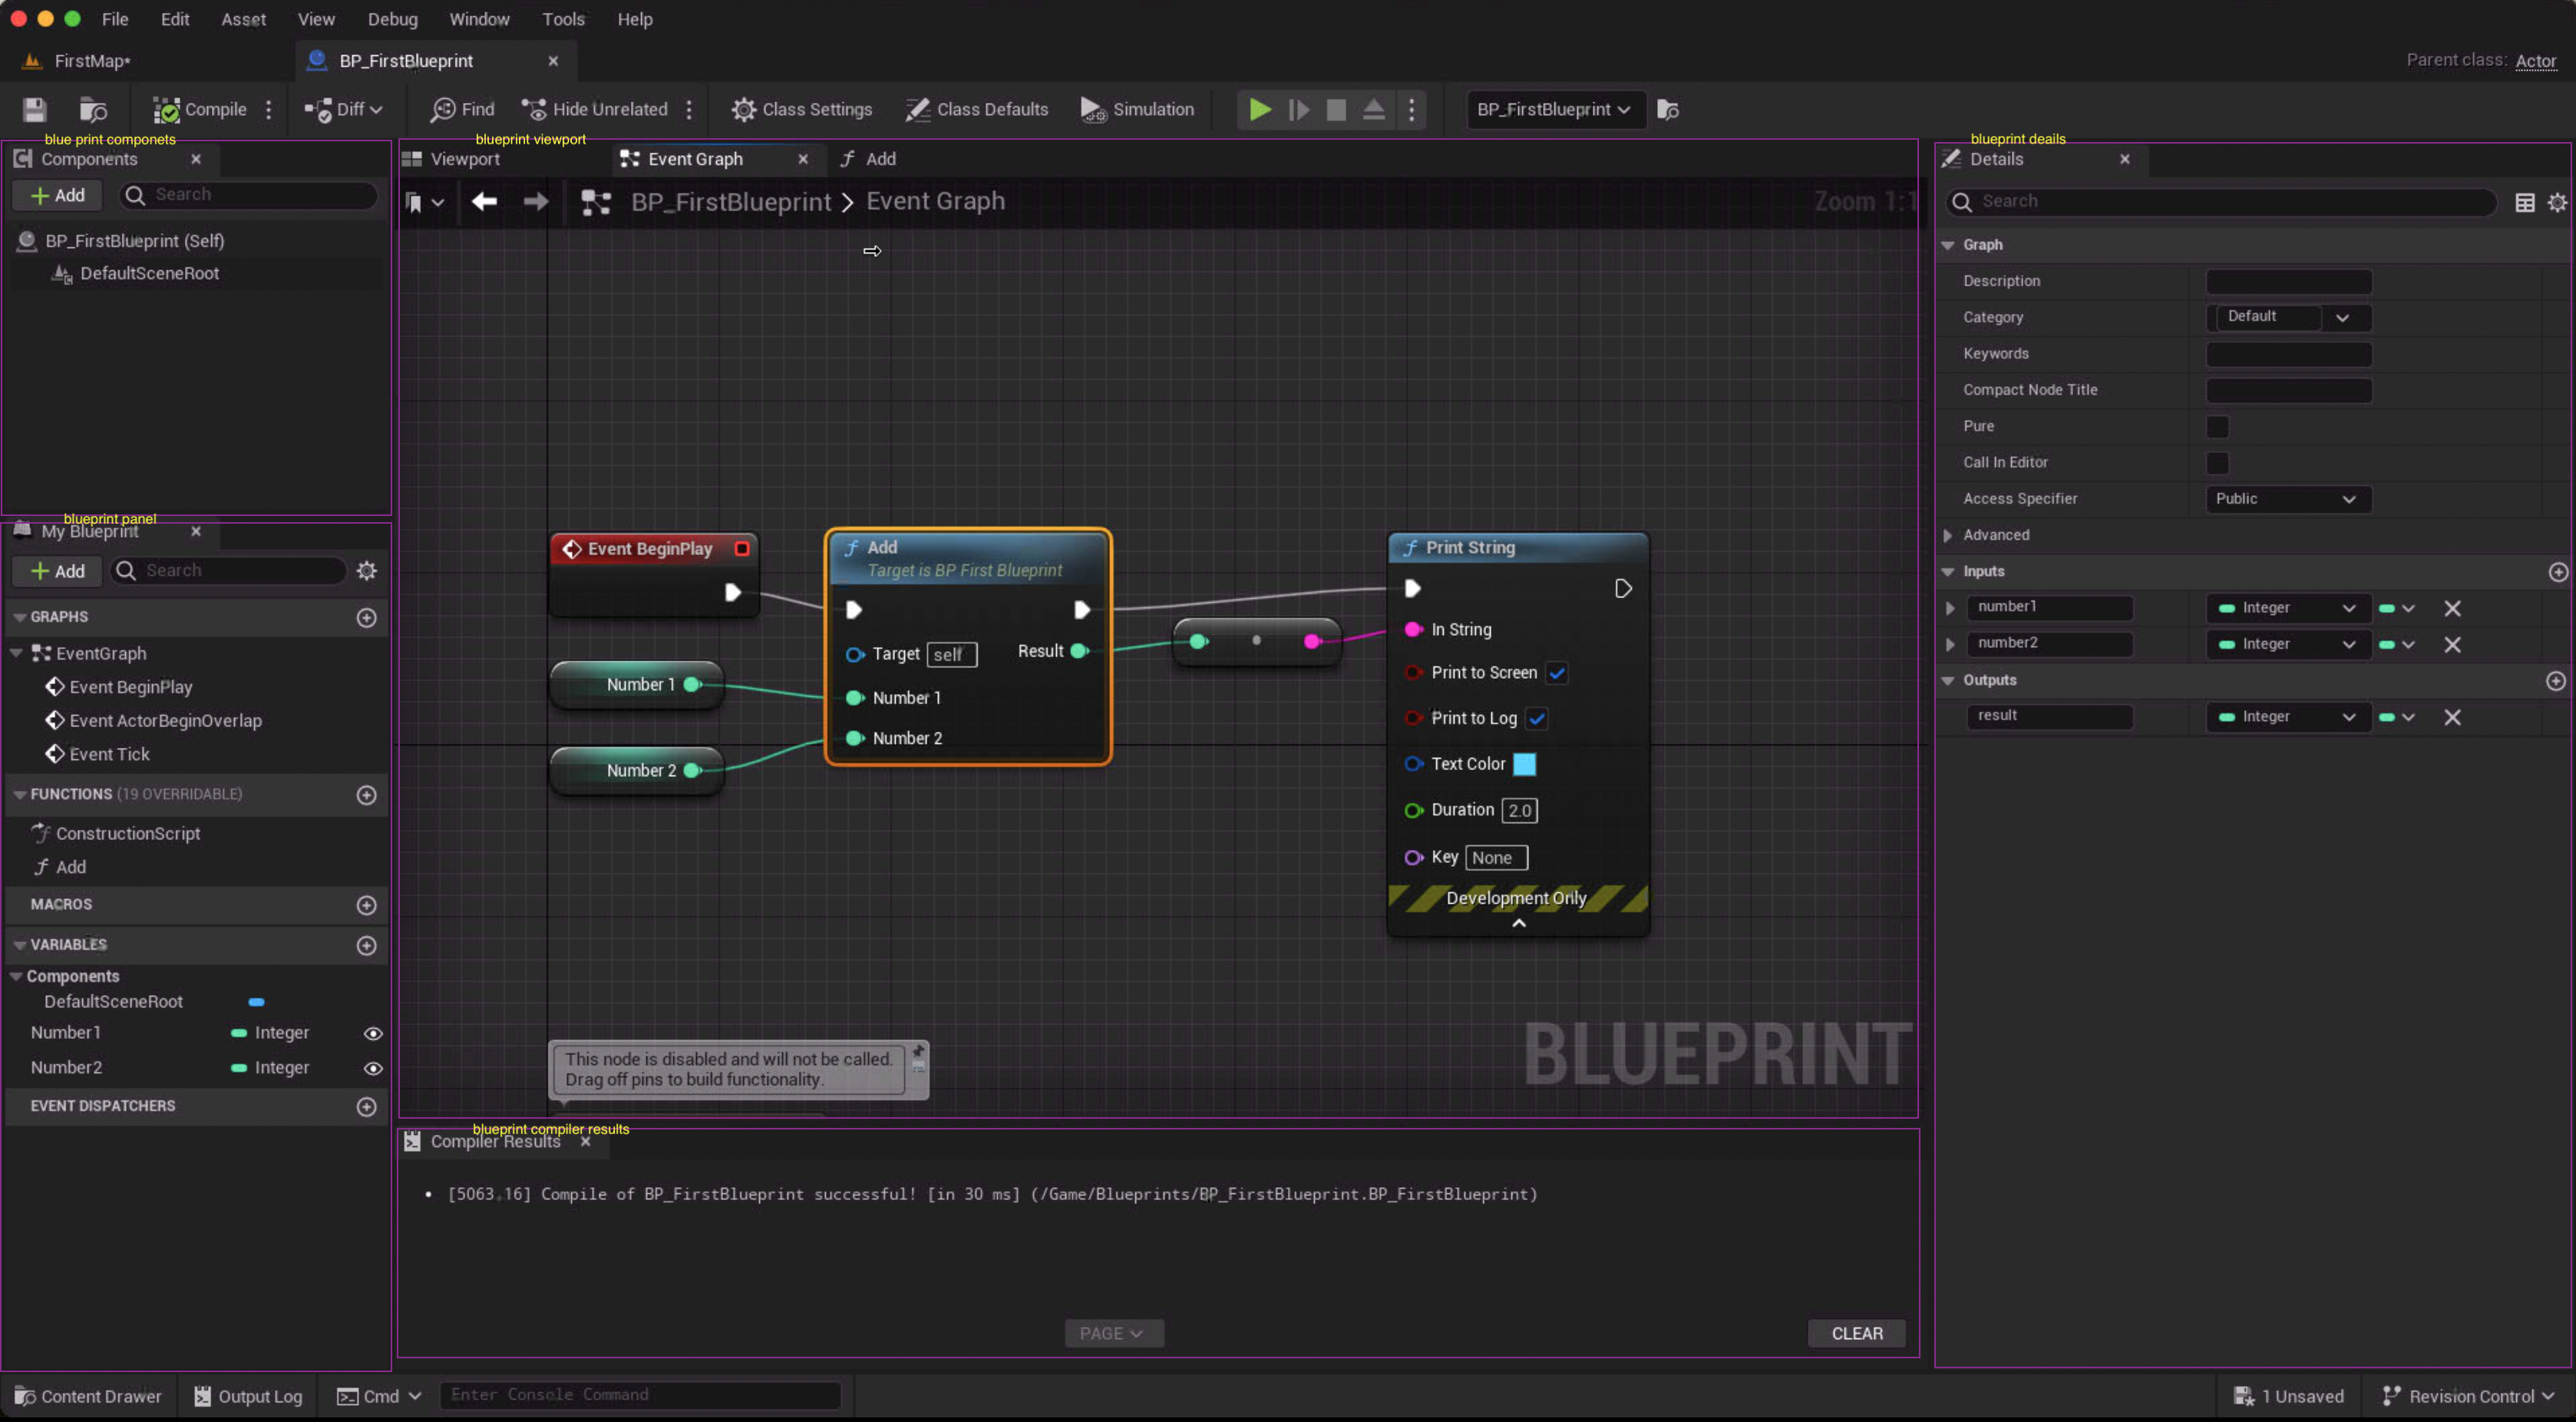 File Edit Asset View Debug Window Tools Help
FirstMap* BP_FirstBlueprint Parent class: Actor
Compile Diff Find Hide Unrelated Class Settings Class Defaults Simulation BP_FirstBlueprint
blue print componets
Components
Add Search
BP_FirstBlueprint (Self)
DefaultSceneRoot
blueprint panel
My Blueprint
Add Search
GRAPHS
EventGraph
Event BeginPlay
Event ActorBeginOverlap
Event Tick
FUNCTIONS (19 OVERRIDABLE)
ConstructionScript
Add
MACROS
VARIABLES
Components
DefaultSceneRoot
Number1 Integer
Number2 Integer
EVENT DISPATCHERS
blueprint viewport
Viewport Event Graph Add
BP_FirstBlueprint > Event Graph Zoom 1:1
Event BeginPlay
Number 1
Number 2
Add
Target is BP First Blueprint
Target self Result
Number 1
Number 2
Print String
In String
Print to Screen
Print to Log
Text Color
Duration 2.0
Key None
Development Only
This node is disabled and will not be called.
Drag off pins to build functionality.
BLUEPRINT
blueprint compiler results
Compiler Results
• [5063.16] Compile of BP_FirstBlueprint successful! [in 30 ms] (/Game/Blueprints/BP_FirstBlueprint.BP_FirstBlueprint)
PAGE CLEAR
blueprint deails
Details
Search
Graph
Description
Category Default
Keywords
Compact Node Title
Pure
Call In Editor
Access Specifier Public
Advanced
Inputs
number1 Integer
number2 Integer
Outputs
result Integer
Content Drawer Output Log Cmd Enter Console Command 1 Unsaved Revision Control